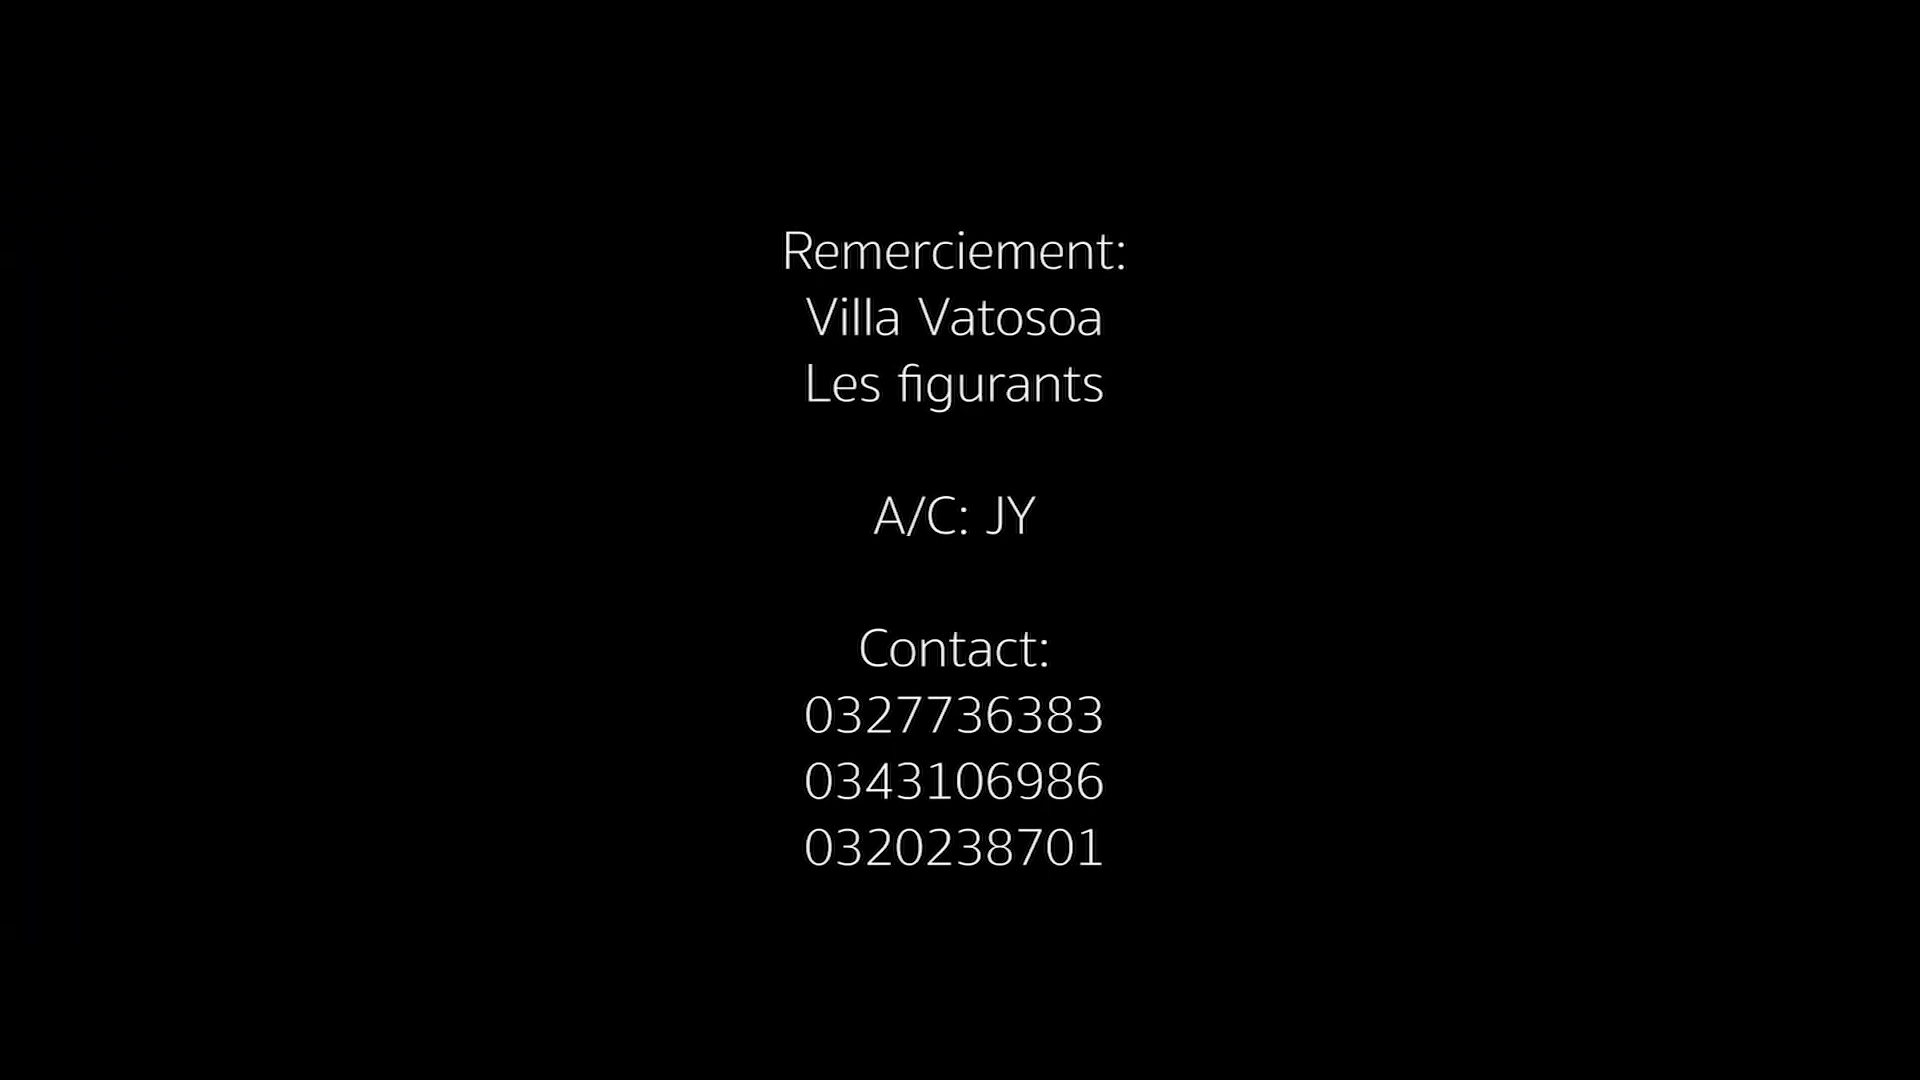 Remerciement:
Villa Vatosoa
Les figurants
A/C: JY
Contact:
0327736383
0343106986
0320238701